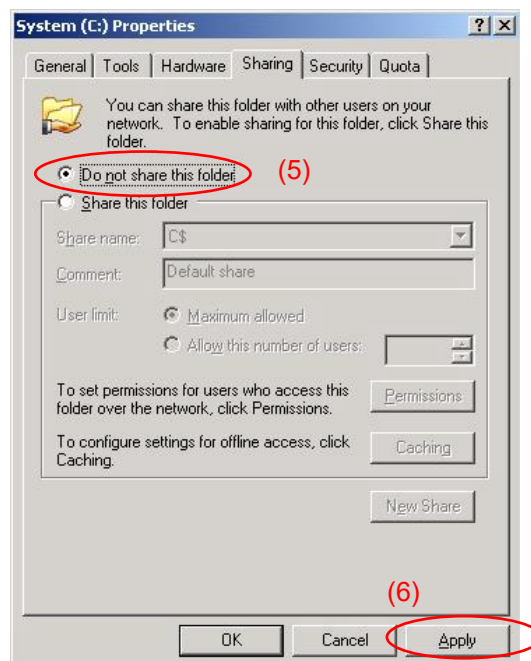 System (C:) Properties
? X
General Tools Hardware Sharing Security Quota
You can share this folder with other users on your
network. To enable sharing for this folder, click Share this
folder.
Do not share this folder (5)
Share this folder
Share name: C$
Comment: Default share
User limit: Maximum allowed
Allow this number of users:
To set permissions for users who access this
folder over the network, click Permissions.
Permissions
To configure settings for offline access, click
Caching.
Caching
New Share
(6)
OK Cancel Apply